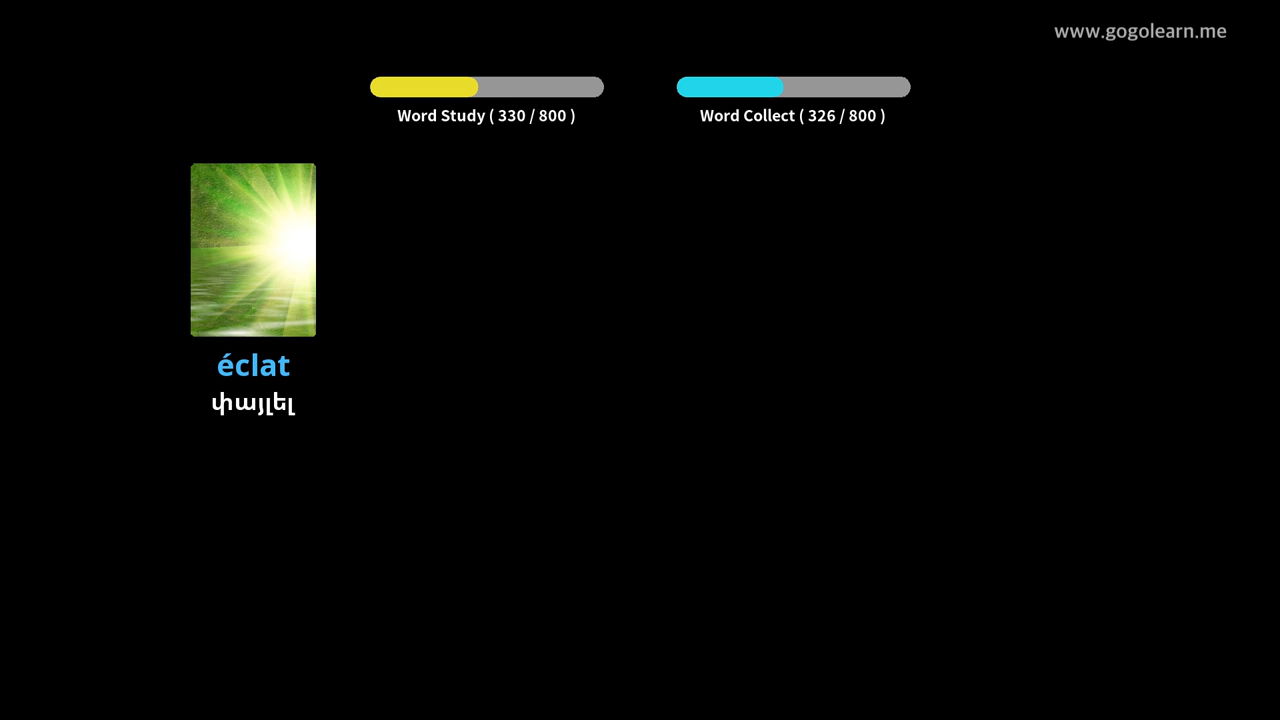 www.gogolearn.me
Word Study ( 330 / 800 )
Word Collect ( 326 / 800 )
éclat
փայլել